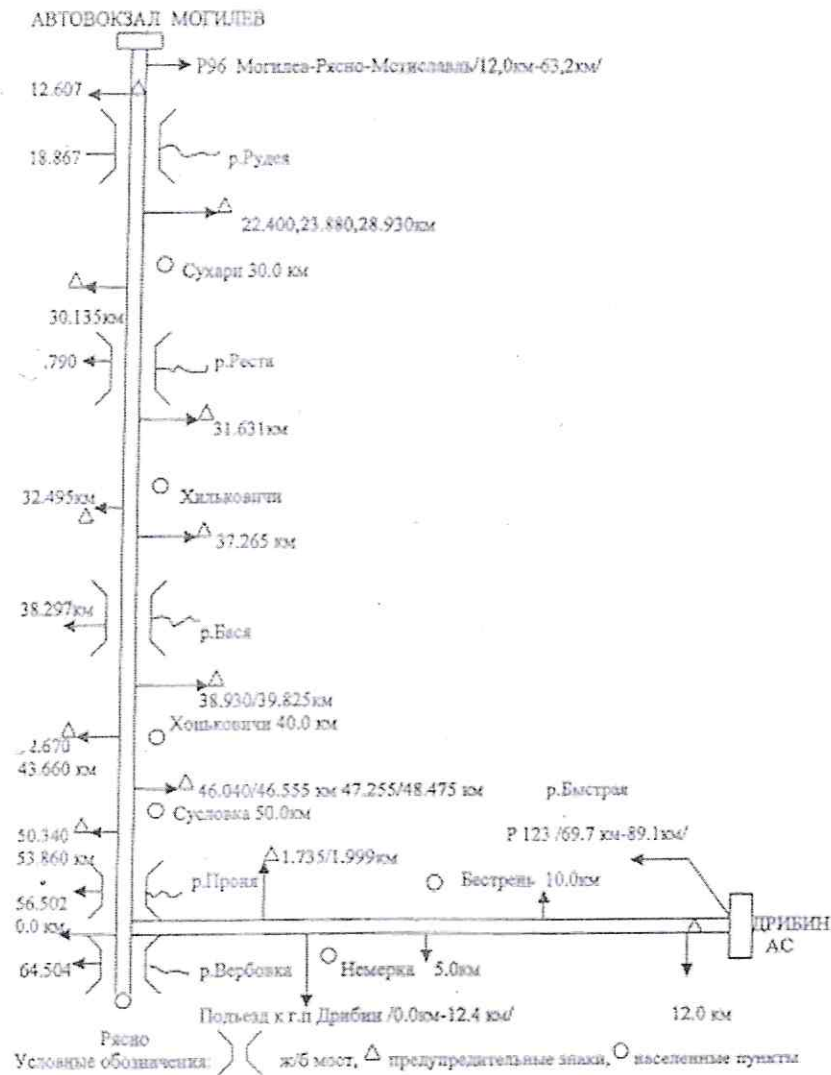 АВТОВОКЗАЛ МОГИЛЕВ
Р96 Могилев-Рясно-Мстиславль/12,0км-63,2км/
12.607
18.867
р.Рудея
22.400,23.880,28.930км
Сухари 30.0 км
30.135км
.790
р.Реста
31.631км
32.495км
Хильковичи
37.265 км
38.297км
р.Бася
38.930/39.825км
Хоньковичи 40.0 км
.670
43.660 км
46.040/46.555 км 47.255/48.475 км
р.Быстрая
Сусловка 50.0км
50.340
53.860 км
Р 123 /69.7 км-89.1км/
1.735/1.999км
р.Проня
Бестрень 10.0км
56.502
0.0 км
ДРИБИН
АС
64.504
р.Вербовка
Немерка 5.0км
Подъезд к г.п Дрибин /0.0км-12.4 км/
12.0 км
Рясно
Условные обозначения: ж/б мост, предупредительные знаки, населенные пункты